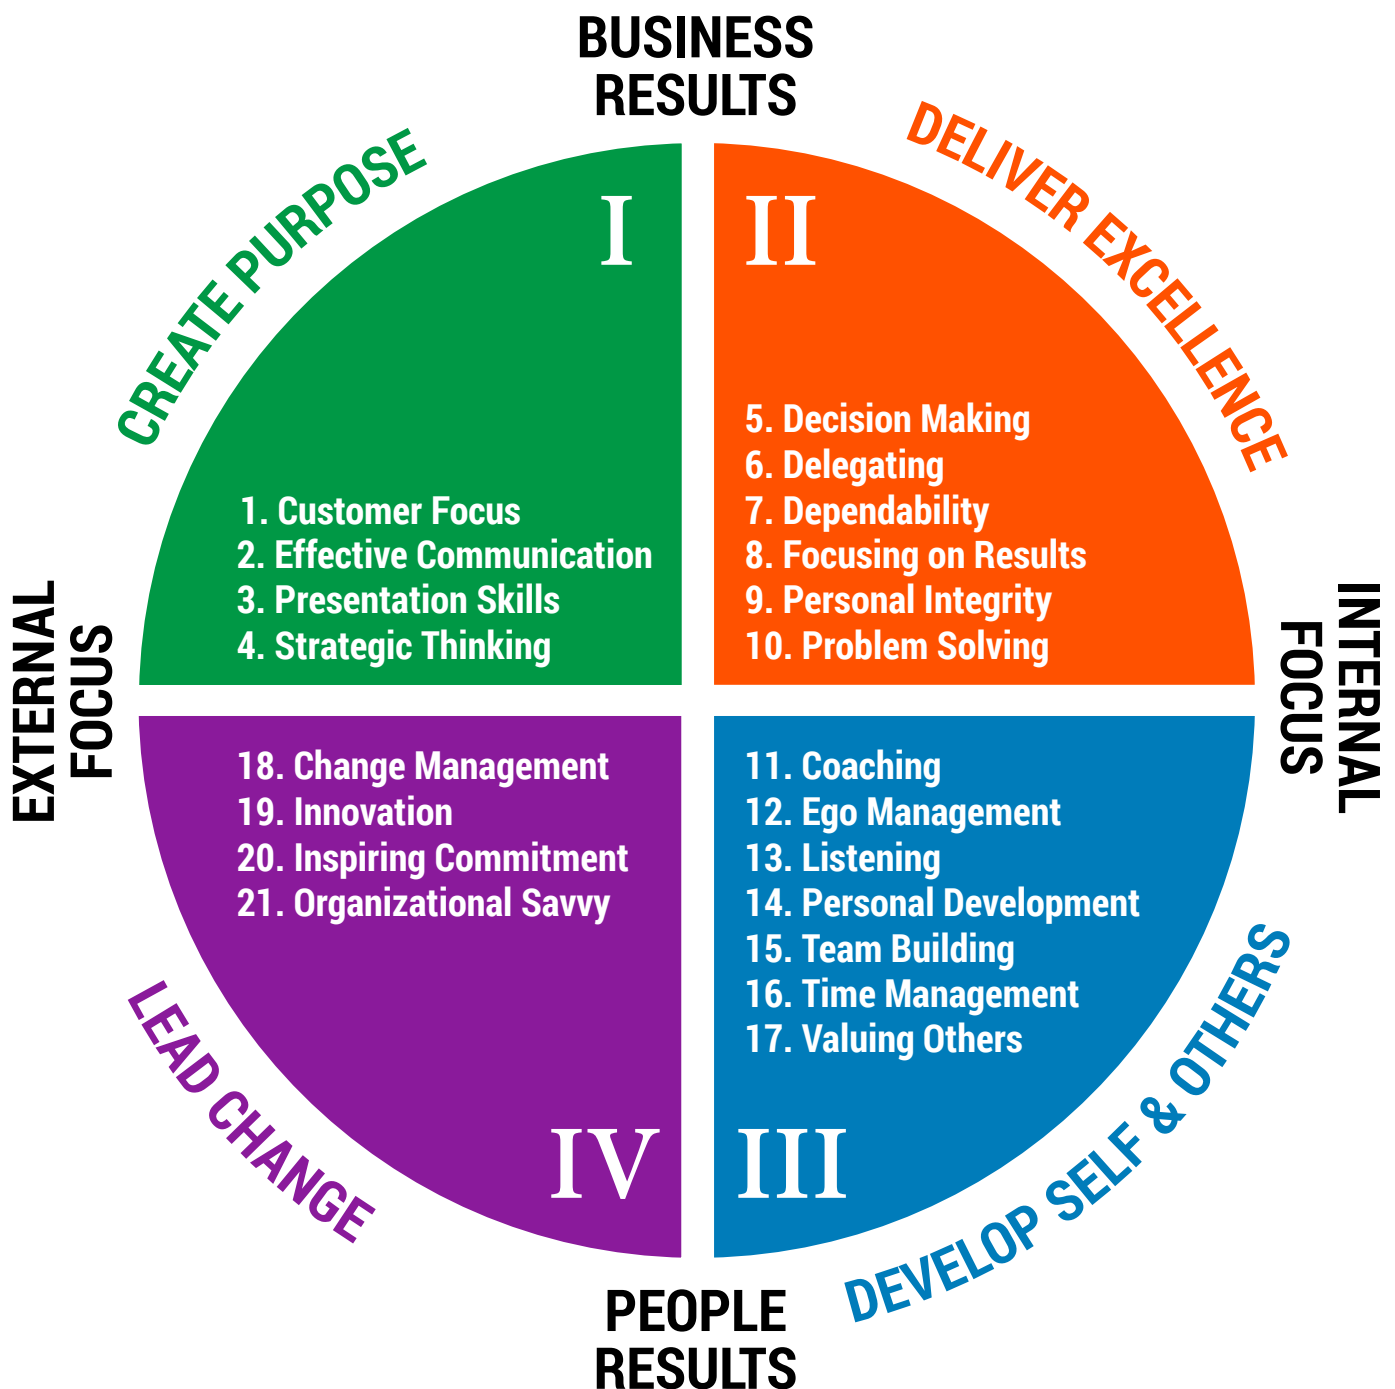 BUSINESS
RESULTS
CREATE PURPOSE
DELIVER EXCELLENCE
I
II
1. Customer Focus
2. Effective Communication
3. Presentation Skills
4. Strategic Thinking
5. Decision Making
6. Delegating
7. Dependability
8. Focusing on Results
9. Personal Integrity
10. Problem Solving
EXTERNAL
FOCUS
INTERNAL
FOCUS
18. Change Management
19. Innovation
20. Inspiring Commitment
21. Organizational Savvy
11. Coaching
12. Ego Management
13. Listening
14. Personal Development
15. Team Building
16. Time Management
17. Valuing Others
IV
III
LEAD CHANGE
DEVELOP SELF & OTHERS
PEOPLE
RESULTS